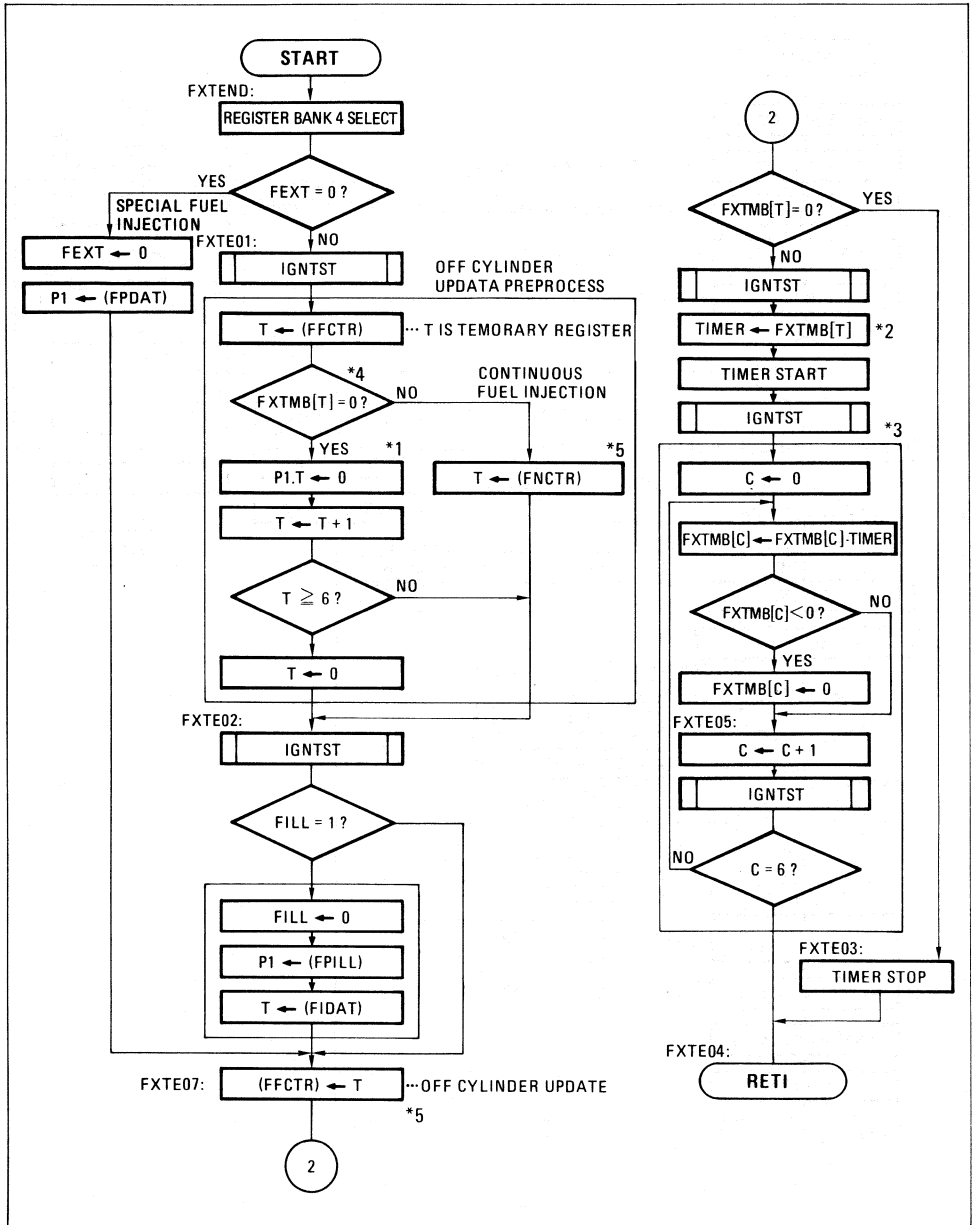 START
FXTEND:
REGISTER BANK 4 SELECT
FEXT = 0 ?
YES
SPECIAL FUEL
INJECTION
NO
FEXT ← 0
P1 ← (FPDAT)
FXTE01:
IGNTST
OFF CYLINDER
UPDATA PREPROCESS
T ← (FFCTR)
··· T IS TEMORARY REGISTER
*4
FXTMB[T] = 0 ?
NO
CONTINUOUS
FUEL INJECTION
YES
*1
P1.T ← 0
*5
T ← (FNCTR)
T ← T + 1
T ≧ 6 ?
NO
T ← 0
FXTE02:
IGNTST
FILL = 1 ?
FILL ← 0
P1 ← (FPILL)
T ← (FIDAT)
FXTE07:
(FFCTR) ← T
··· OFF CYLINDER UPDATE
*5
2
2
FXTMB[T] = 0 ?
YES
NO
IGNTST
TIMER ← FXTMB[T]
*2
TIMER START
IGNTST
*3
C ← 0
FXTMB[C] ← FXTMB[C]-TIMER
FXTMB[C] < 0 ?
NO
YES
FXTMB[C] ← 0
FXTE05:
C ← C + 1
IGNTST
NO
C = 6 ?
FXTE03:
TIMER STOP
FXTE04:
RETI